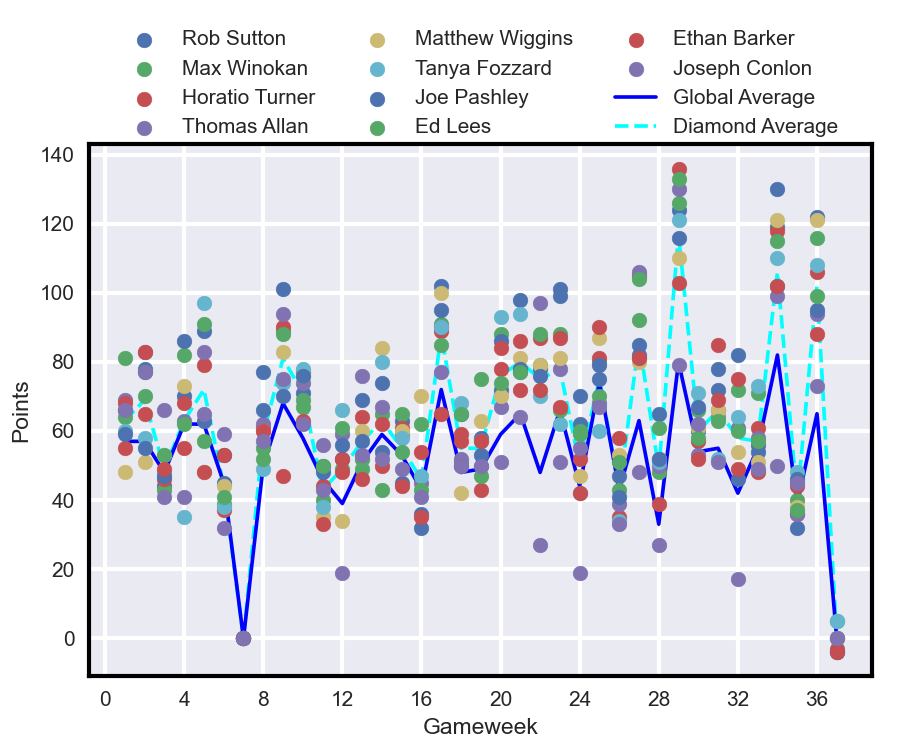 Rob Sutton
Max Winokan
Horatio Turner
Thomas Allan
Matthew Wiggins
Tanya Fozzard
Joe Pashley
Ed Lees
Ethan Barker
Joseph Conlon
Global Average
Diamond Average
140
120
100
80
60
40
20
0
Points
0 4 8 12 16 20 24 28 32 36
Gameweek